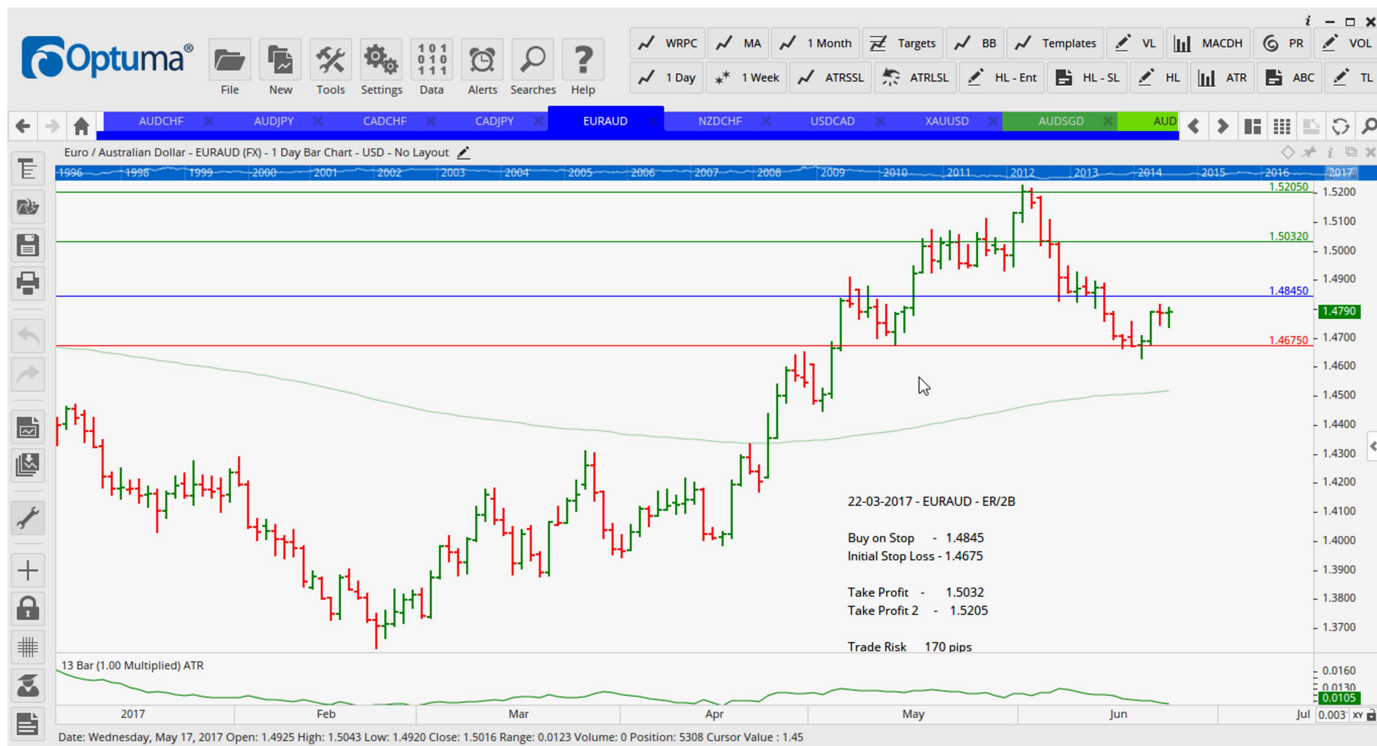 Optuma®
File
New
Tools
Settings
101
010
111
Data
Alerts
Searches
?
Help
i
WRPC
MA
1 Month
Targets
BB
Templates
VL
MACDH
PR
VOL
1 Day
1 Week
ATRSSL
ATRLSL
HL - Ent
HL - SL
HL
ATR
ABC
TL
AUDCHF
AUDJPY
CADCHF
CADJPY
EURAUD
NZDCHF
USDCAD
XAUUSD
AUDSGD
AUD
Euro / Australian Dollar - EURAUD (FX) - 1 Day Bar Chart - USD - No Layout
i
1996 1998 1999 2000 2001 2002 2003 2004 2005 2006 2007 2008 2009 2010 2011 2012 2013 2014 2015 2016 2017
1.52050
1.5200
1.5100
1.50320
1.5000
1.4900
1.48450
1.4790
1.4700
1.46750
1.4600
1.4500
1.4400
1.4300
1.4200
1.4100
1.4000
1.3900
1.3800
1.3700
22-03-2017 - EURAUD - ER/2B
Buy on Stop - 1.4845
Initial Stop Loss - 1.4675
Take Profit - 1.5032
Take Profit 2 - 1.5205
Trade Risk 170 pips
13 Bar (1.00 Multiplied) ATR
0.0160
0.0130
0.0105
2017 Feb Mar Apr May Jun Jul
0.003 XY
Date: Wednesday, May 17, 2017 Open: 1.4925 High: 1.5043 Low: 1.4920 Close: 1.5016 Range: 0.0123 Volume: 0 Position: 5308 Cursor Value : 1.45